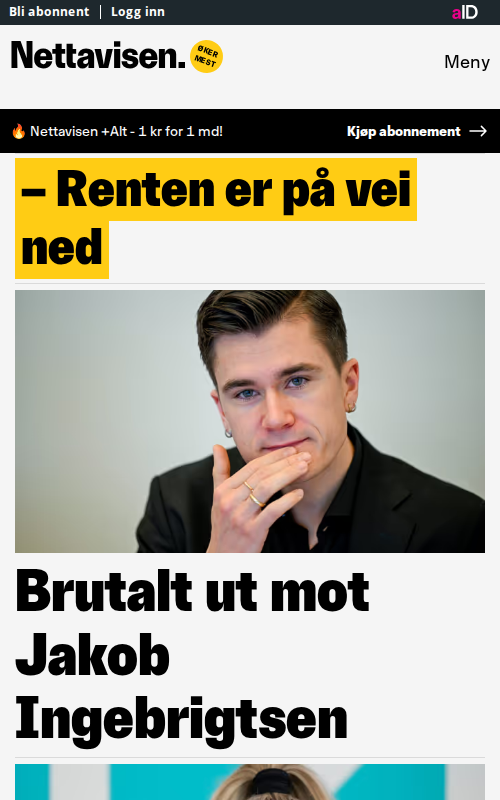 Bli abonnent
Logg inn
aID
Nettavisen.
ØKER
MEST
Meny
Nettavisen +Alt - 1 kr for 1 md!
Kjøp abonnement
– Renten er på vei
ned
Brutalt ut mot
Jakob
Ingebrigtsen